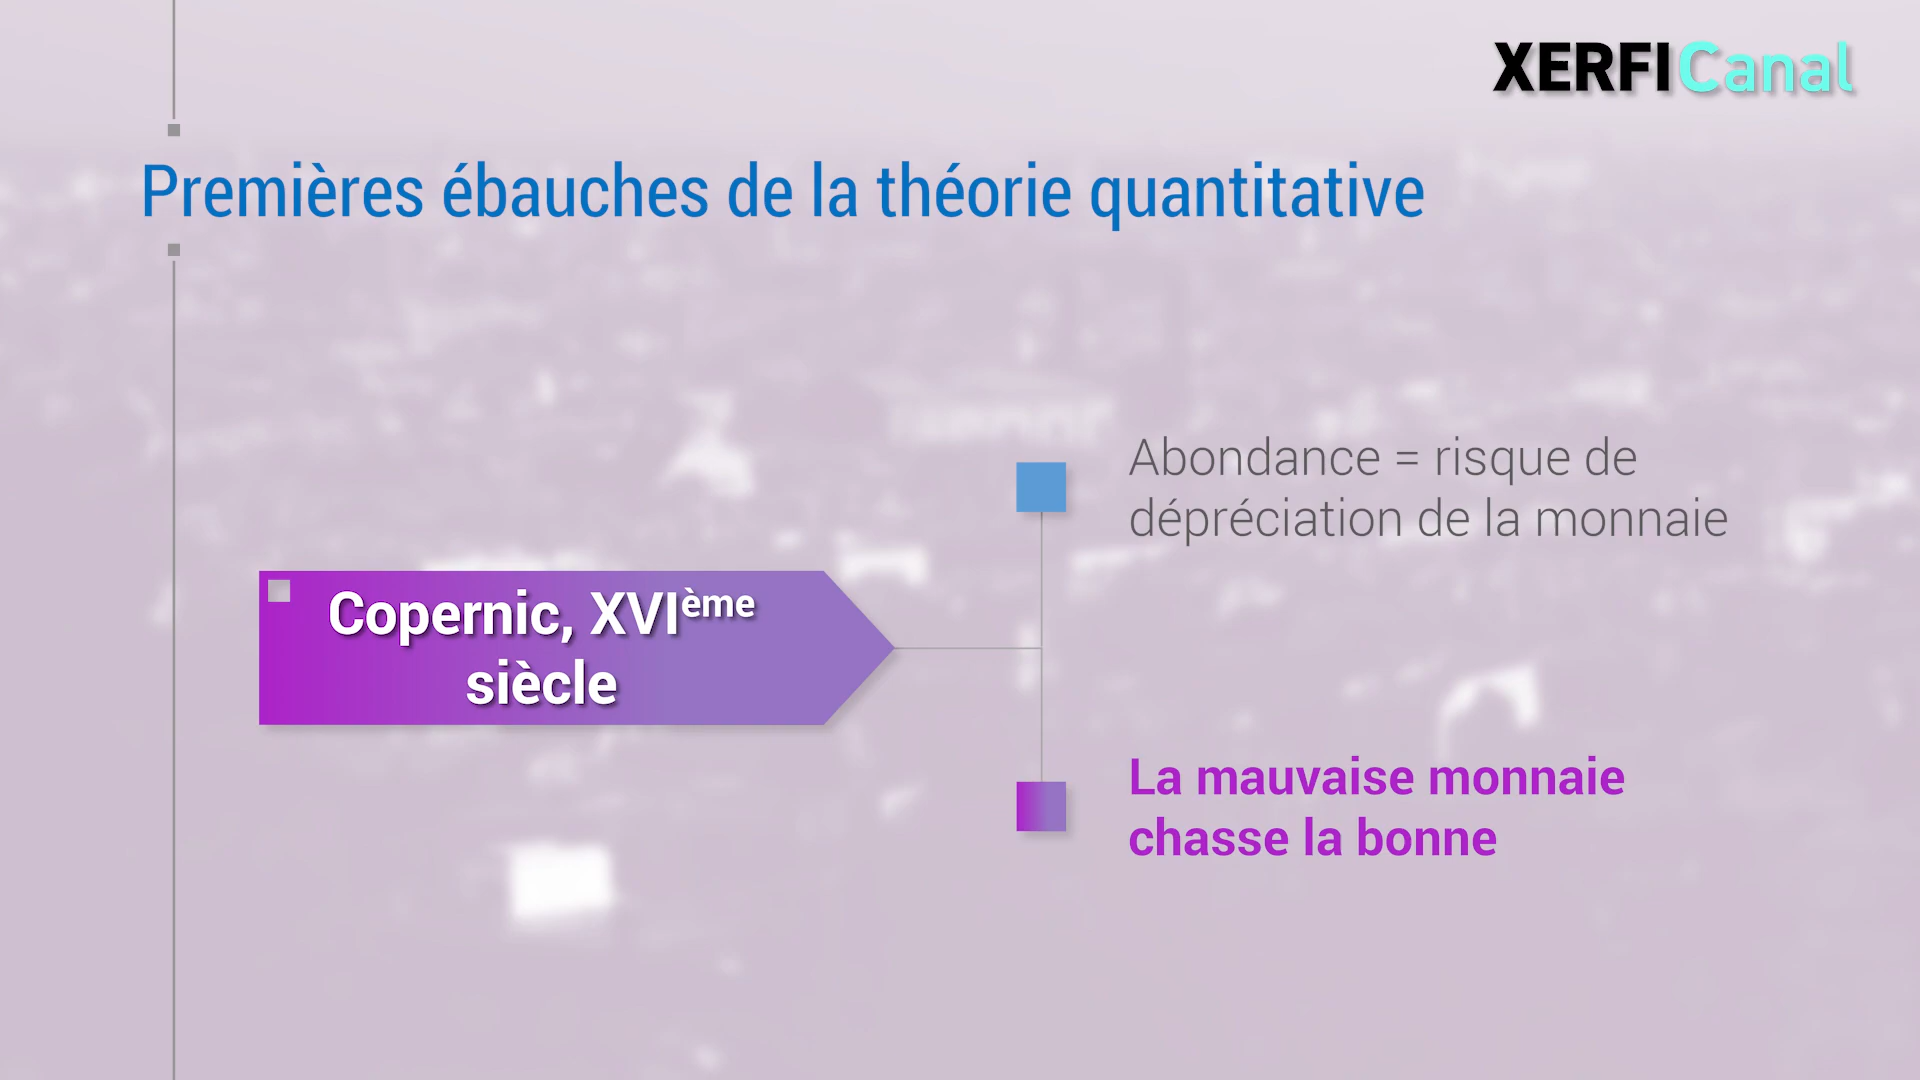 XERFI Canal
Premières ébauches de la théorie quantitative
Abondance = risque de
dépréciation de la monnaie
Copernic, XVIème
siècle
La mauvaise monnaie
chasse la bonne